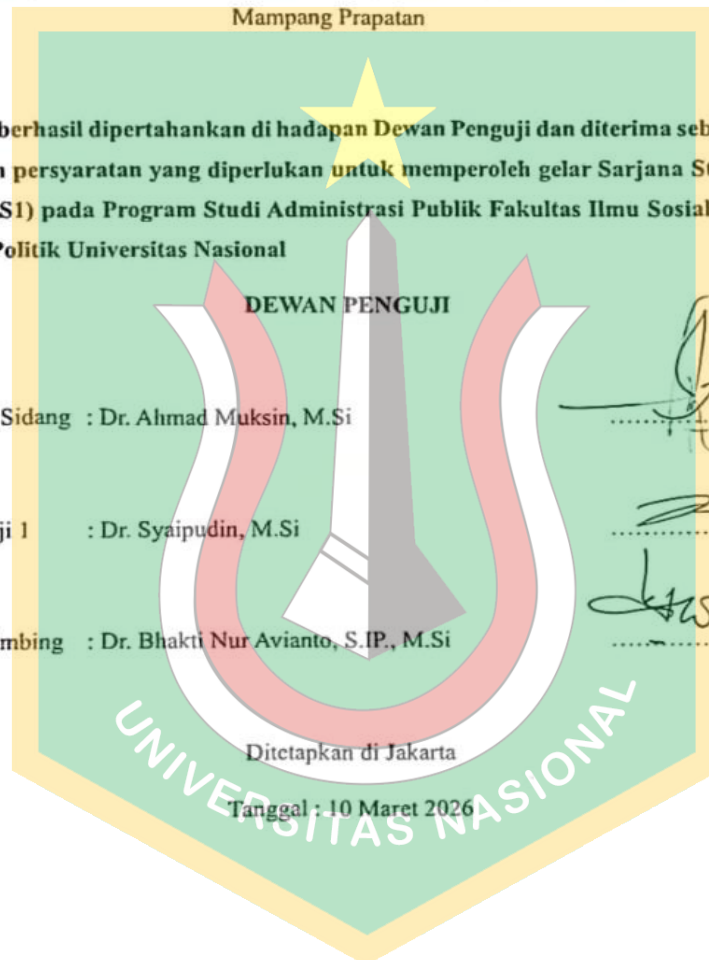 Mampang Prapatan
berhasil dipertahankan di hadapan Dewan Penguji dan diterima seb
persyaratan yang diperlukan untuk memperoleh gelar Sarjana S
S1) pada Program Studi Administrasi Publik Fakultas Ilmu Sosial
Politik Universitas Nasional
DEWAN PENGUJI
Sidang : Dr. Ahmad Muksin, M.Si
ji 1 : Dr. Syaipudin, M.Si
mbing : Dr. Bhakti Nur Avianto, S.IP., M.Si
Ditetapkan di Jakarta
Tanggal : 10 Maret 2026
UNIVERSITAS NASIONAL